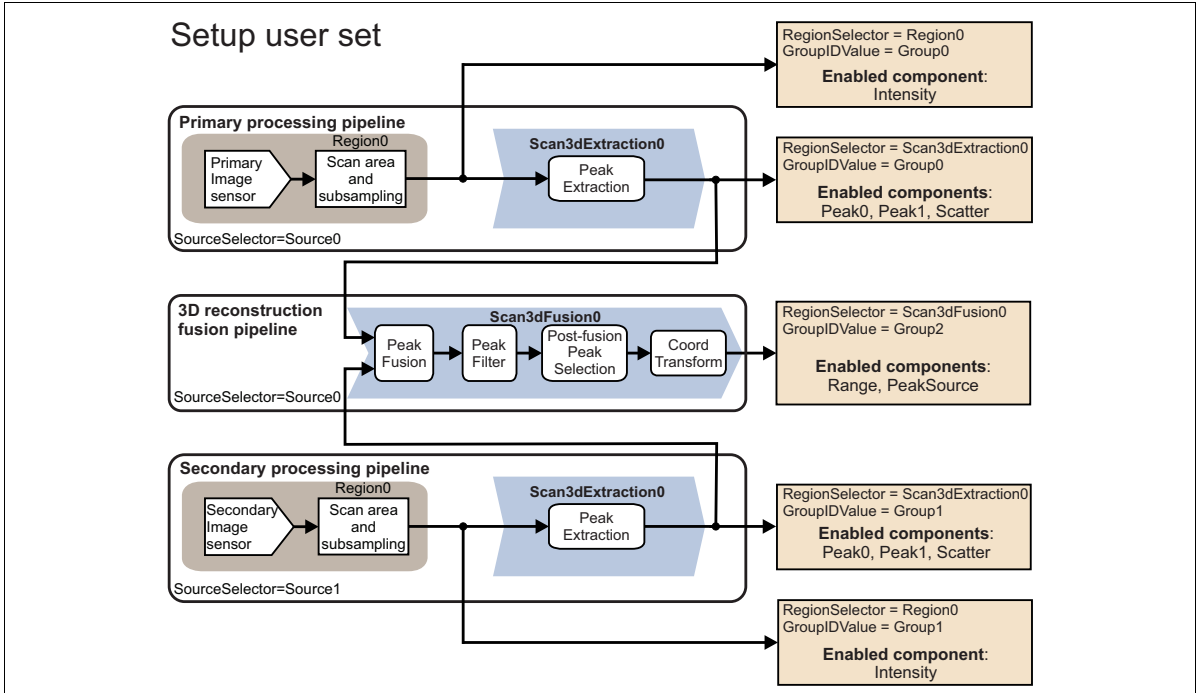 Setup user set
RegionSelector = Region0
GroupIDValue = Group0
Enabled component:
Intensity
Primary processing pipeline
Region0
Primary
Image
sensor
Scan area
and
subsampling
SourceSelector=Source0
Scan3dExtraction0
Peak
Extraction
RegionSelector = Scan3dExtraction0
GroupIDValue = Group0
Enabled components:
Peak0, Peak1, Scatter
3D reconstruction
fusion pipeline
SourceSelector=Source0
Scan3dFusion0
Peak
Fusion
Peak
Filter
Post-fusion
Peak
Selection
Coord
Transform
RegionSelector = Scan3dFusion0
GroupIDValue = Group2
Enabled components:
Range, PeakSource
Secondary processing pipeline
Region0
Secondary
Image
sensor
Scan area
and
subsampling
SourceSelector=Source1
Scan3dExtraction0
Peak
Extraction
RegionSelector = Scan3dExtraction0
GroupIDValue = Group1
Enabled components:
Peak0, Peak1, Scatter
RegionSelector = Region0
GroupIDValue = Group1
Enabled component:
Intensity